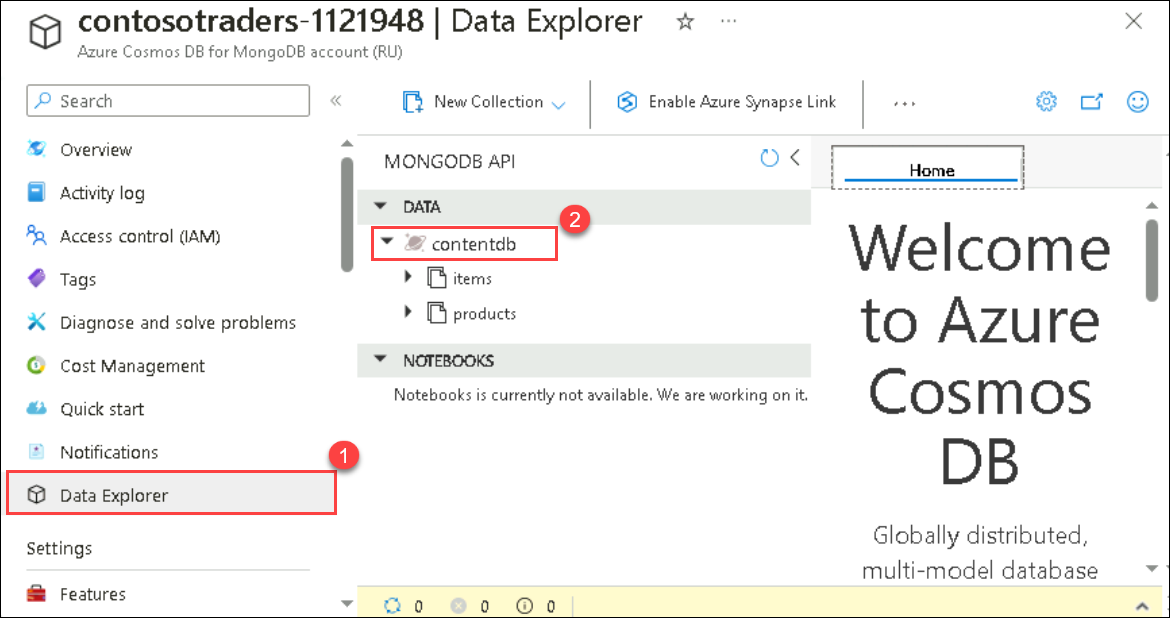 contosotraders-1121948 | Data Explorer
Azure Cosmos DB for MongoDB account (RU)
Search
Overview
Activity log
Access control (IAM)
Tags
Diagnose and solve problems
Cost Management
Quick start
Notifications
Data Explorer
1
Settings
Features
New Collection
Enable Azure Synapse Link
MONGODB API
DATA
contentdb
2
items
products
NOTEBOOKS
Notebooks is currently not available. We are working on it.
Home
Welcome
to Azure
Cosmos
DB
Globally distributed,
multi-model database
0 0 0